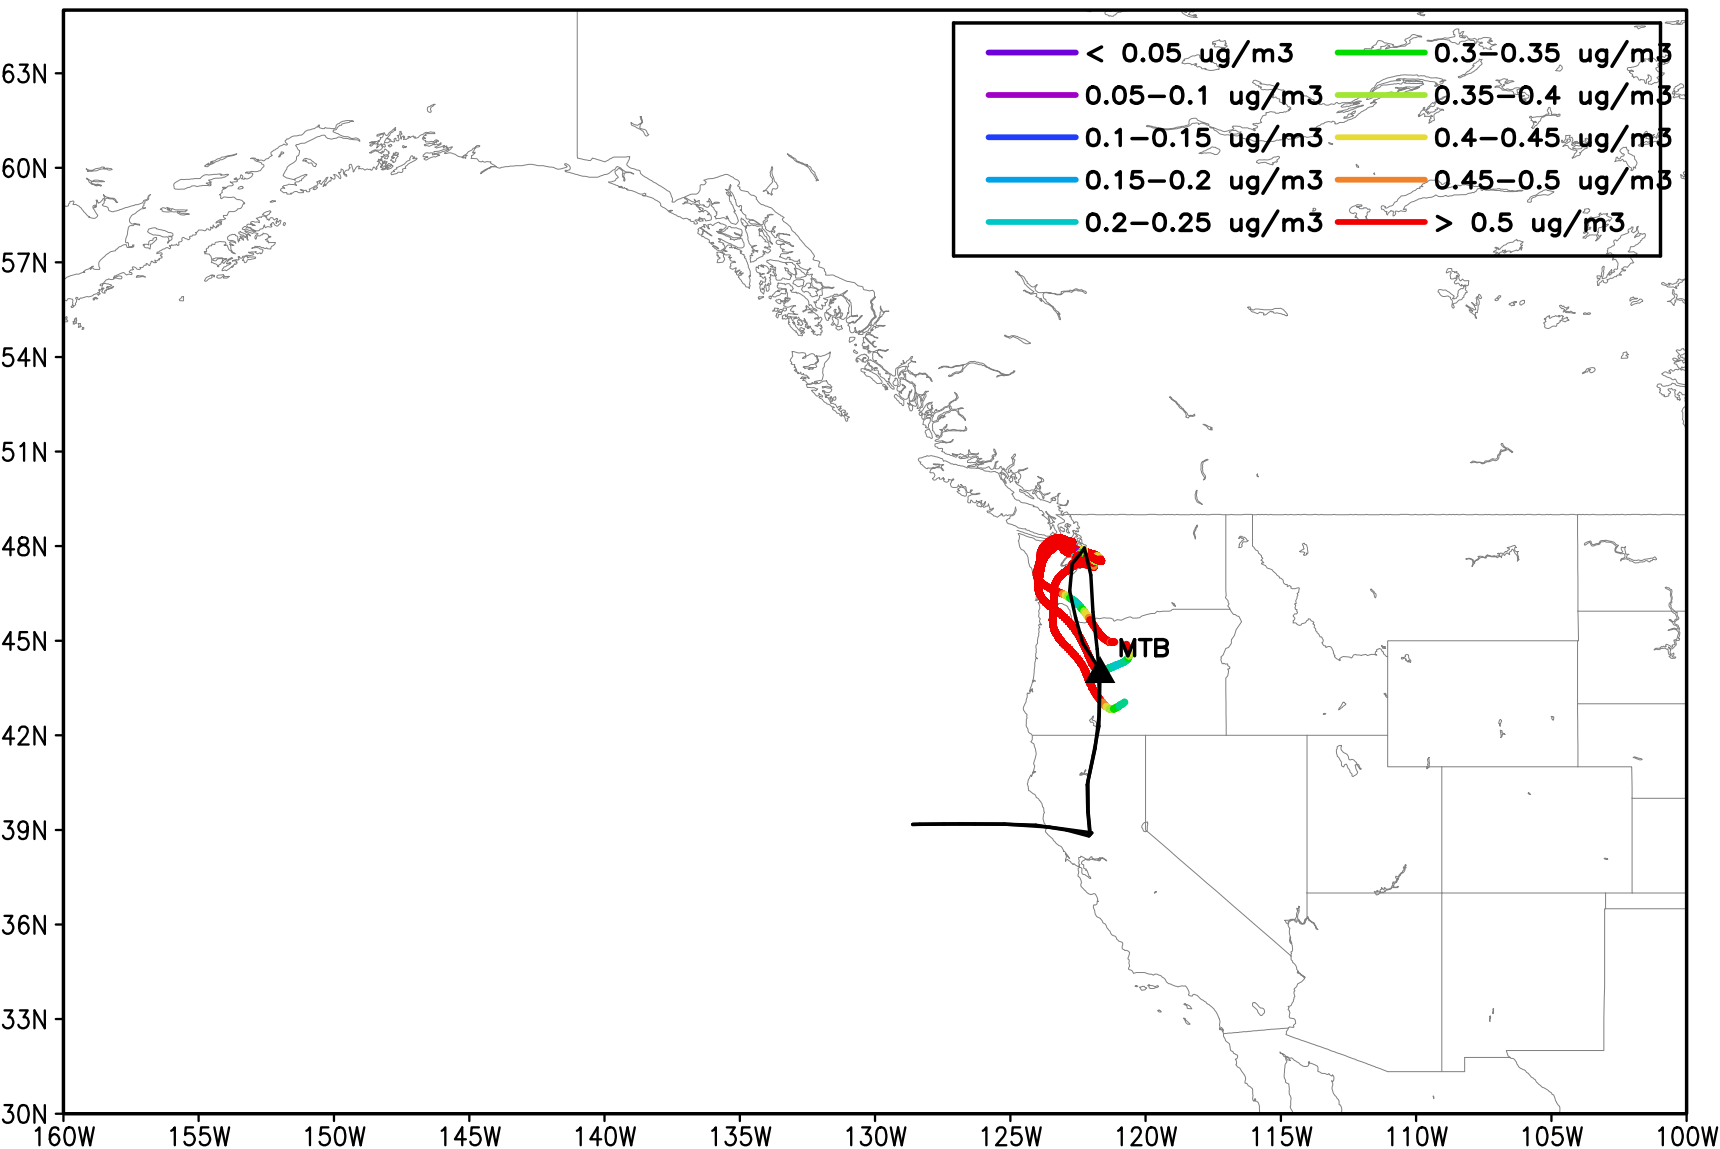 < 0.05 ug/m3 0.3-0.35 ug/m3
0.05-0.1 ug/m3 0.35-0.4 ug/m3
0.1-0.15 ug/m3 0.4-0.45 ug/m3
0.15-0.2 ug/m3 0.45-0.5 ug/m3
0.2-0.25 ug/m3 > 0.5 ug/m3
63N
60N
57N
54N
51N
48N
45N
MTB
42N
39N
36N
33N
30N
160W 155W 150W 145W 140W 135W 130W 125W 120W 115W 110W 105W 100W